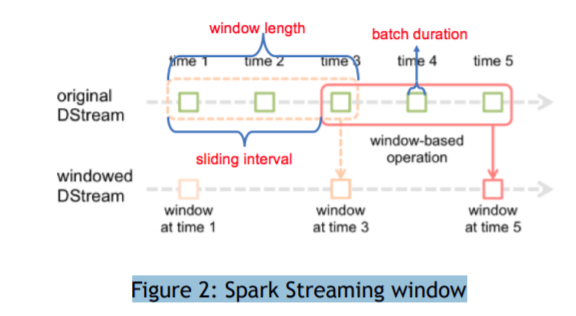 window length
batch duration
time 1 time 2 time 3 time 4 time 5
original
DStream
sliding interval
window-based
operation
windowed
DStream
window
at time 1
window
at time 3
window
at time 5
Figure 2: Spark Streaming window